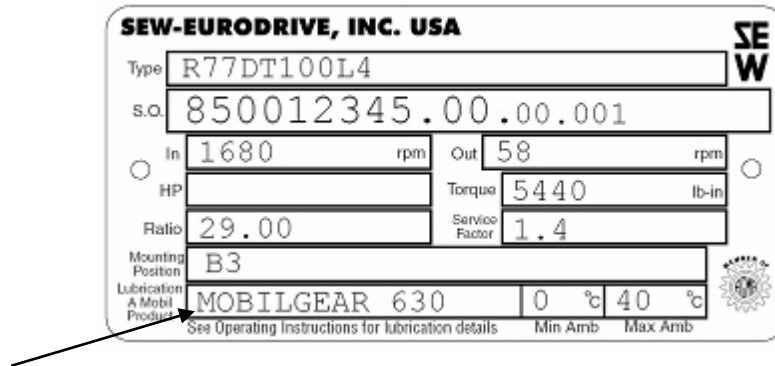 SEW-EURODRIVE, INC. USA
SEW
Type R77DT100L4
S.O. 850012345.00.00.001
In 1680 rpm Out 58 rpm
HP Torque 5440 lb-in
Ratio 29.00 Service Factor 1.4
Mounting Position B3
Lubrication A Mobil Product MOBILGEAR 630 0 °c 40 °c
See Operating Instructions for lubrication details Min Amb Max Amb
MEMBER OF